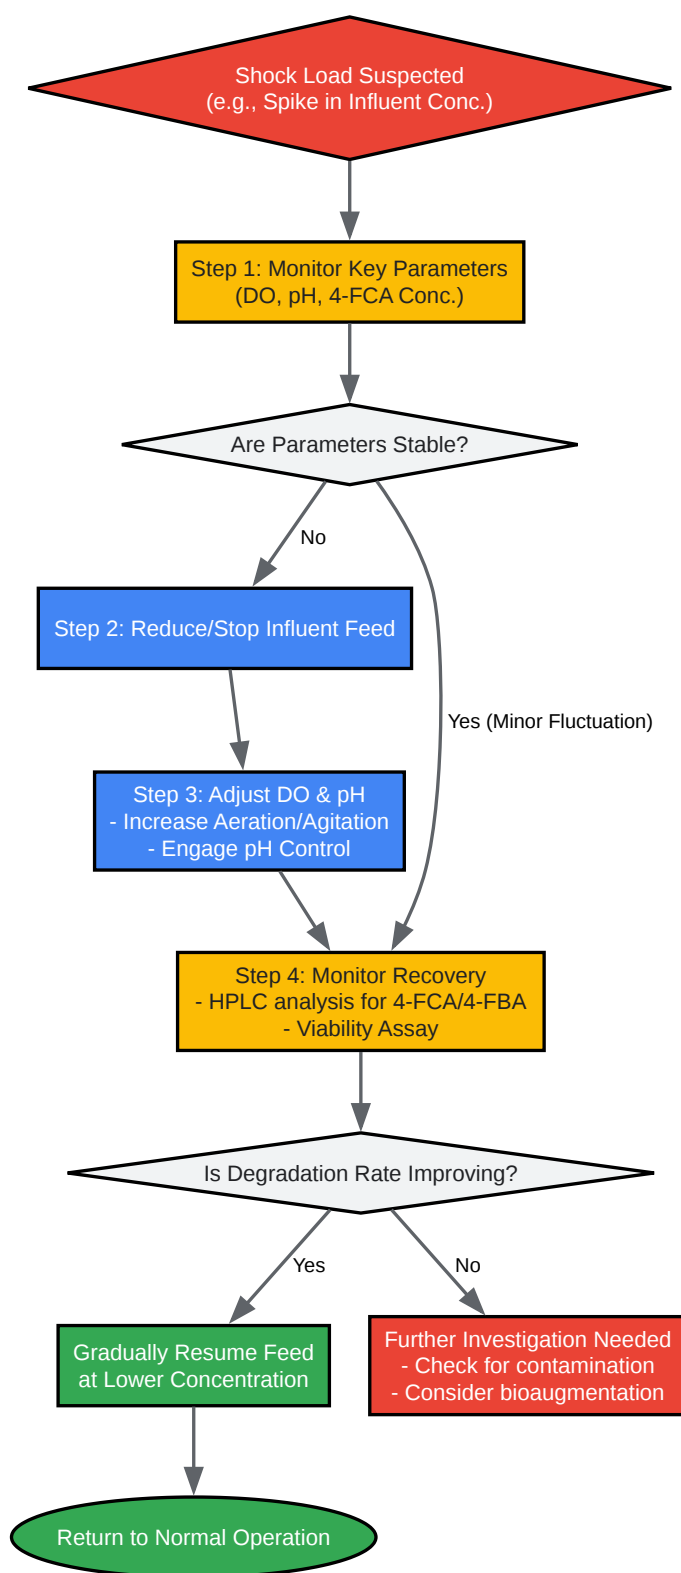 Shock Load Suspected
(e.g., Spike in Influent Conc.)
Step 1: Monitor Key Parameters
(DO, pH, 4-FCA Conc.)
Are Parameters Stable?
No
Step 2: Reduce/Stop Influent Feed
Yes (Minor Fluctuation)
Step 3: Adjust DO & pH
- Increase Aeration/Agitation
- Engage pH Control
Step 4: Monitor Recovery
- HPLC analysis for 4-FCA/4-FBA
- Viability Assay
Is Degradation Rate Improving?
Yes
No
Gradually Resume Feed
at Lower Concentration
Further Investigation Needed
- Check for contamination
- Consider bioaugmentation
Return to Normal Operation